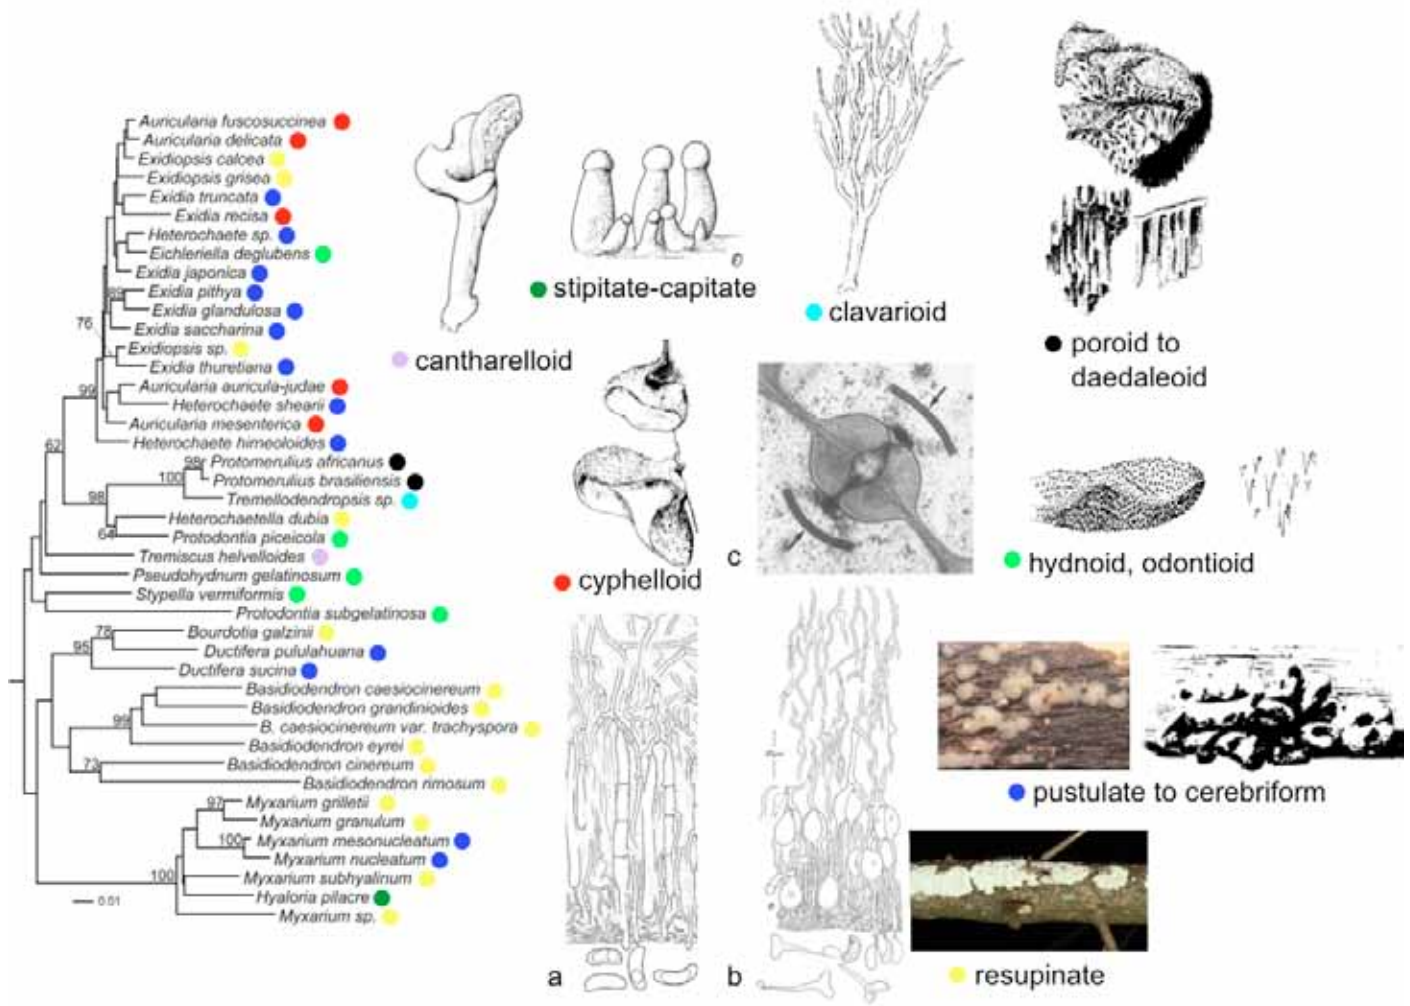 Auricularia fuscosuccinea
Auricularia delicata
Exidiopsis calcea
Exidiopsis grisea
Exidia truncata
Exidia recisa
Heterochaete sp.
Eichleriella deglubens
Exidia japonica
89
Exidia pithya
Exidia glandulosa
76
Exidia saccharina
Exidiopsis sp.
Exidia thuretiana
99
Auricularia auricula-judae
Heterochaete shearii
Auricularia mesenterica
62
Heterochaete himeoloides
98
Protomerulius africanus
100
Protomerulius brasiliensis
98
Tremellodendropsis sp.
Heterochaetella dubia
64
Protodontia piceicola
Tremiscus helvelloides
Pseudohydnum gelatinosum
Stypella vermiformis
Protodontia subgelatinosa
78
Bourdotia galzinii
95
Ductifera pululahuana
Ductifera sucina
Basidiodendron caesiocinereum
Basidiodendron grandinioides
99
B. caesiocinereum var. trachyspora
Basidiodendron eyrei
73
Basidiodendron cinereum
Basidiodendron rimosum
97
Myxarium grilletii
Myxarium granulum
100
Myxarium mesonucleatum
Myxarium nucleatum
100
Myxarium subhyalinum
Hyaloria pilacre
Myxarium sp.
0.01
cantharelloid
stipitate-capitate
clavarioid
poroid to
daedaleoid
cyphelloid
c
hydnoid, odontioid
pustulate to cerebriform
resupinate
a
b